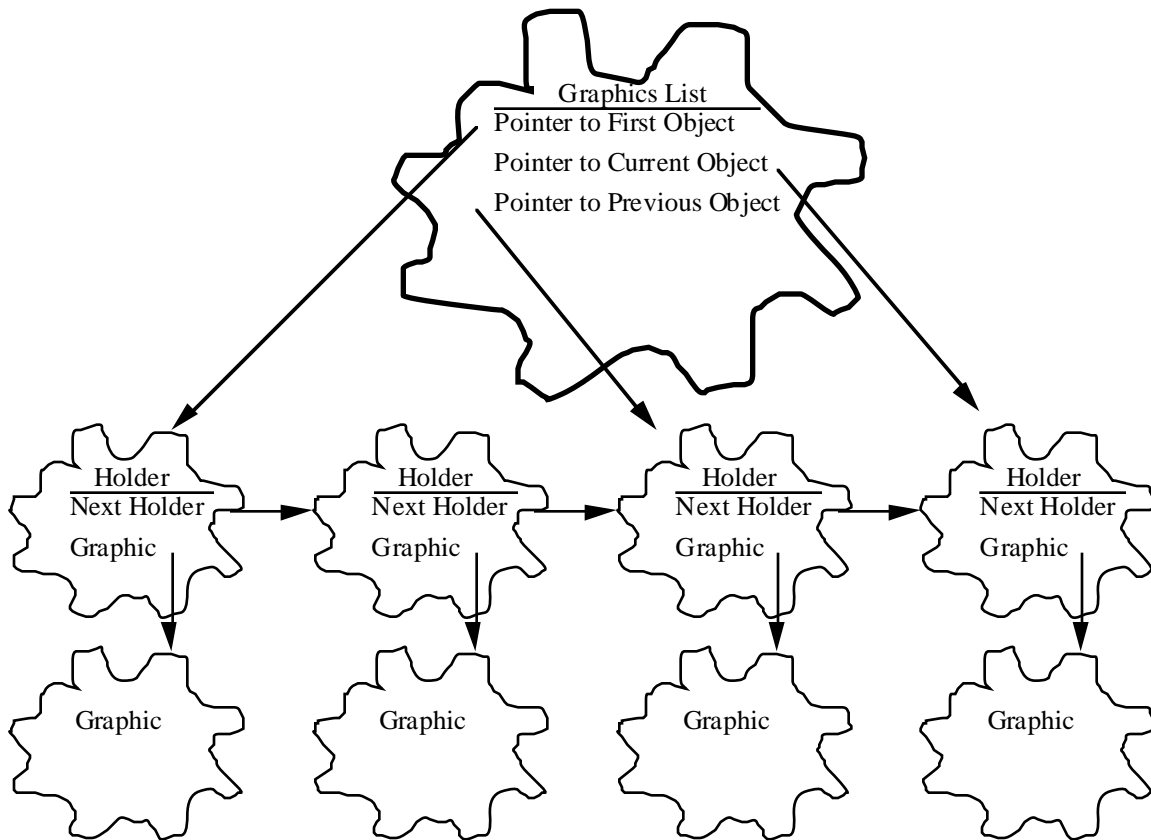 Graphics List
Pointer to First Object
Pointer to Current Object
Pointer to Previous Object
Holder
Next Holder
Graphic
Holder
Next Holder
Graphic
Holder
Next Holder
Graphic
Holder
Next Holder
Graphic
Graphic
Graphic
Graphic
Graphic